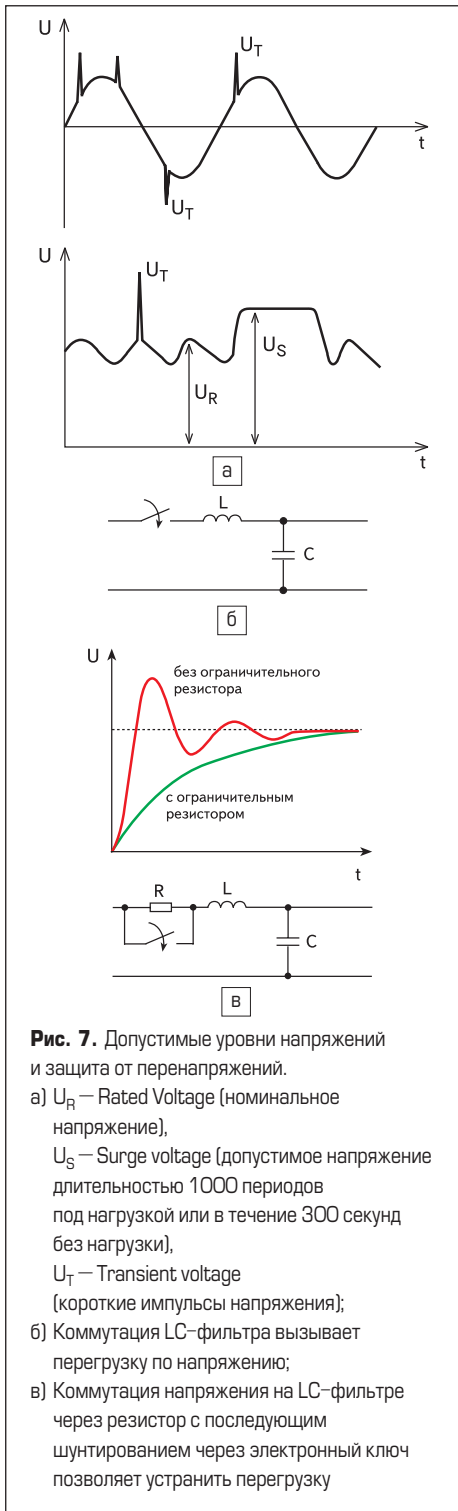 U
U_T
t
U_T
U
U_T
U_S
U_R
t
а
L
C
б
U
без ограничительного
резистора
с ограничительным
резистором
t
R
L
C
в
Рис. 7. Допустимые уровни напряжений
и защита от перенапряжений.
а) U_R — Rated Voltage (номинальное
напряжение),
U_S — Surge voltage (допустимое напряжение
длительностью 1000 периодов
под нагрузкой или в течение 300 секунд
без нагрузки),
U_T — Transient voltage
(короткие импульсы напряжения);
б) Коммутация LC-фильтра вызывает
перегрузку по напряжению;
в) Коммутация напряжения на LC-фильтре
через резистор с последующим
шунтированием через электронный ключ
позволяет устранить перегрузку